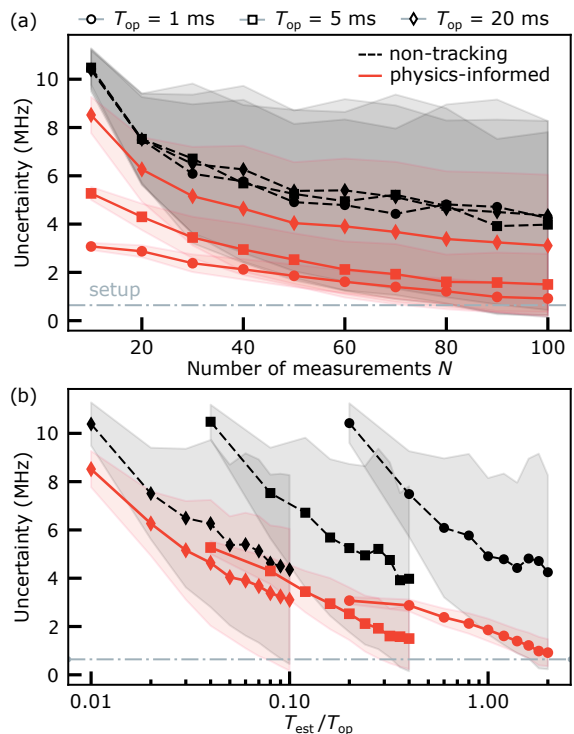 (a) T_op = 1 ms T_op = 5 ms T_op = 20 ms
non-tracking
physics-informed
Uncertainty (MHz)
10
8
6
4
2
0
setup
20 40 60 80 100
Number of measurements N
(b)
Uncertainty (MHz)
10
8
6
4
2
0
0.01 0.10 1.00
T_est/T_op